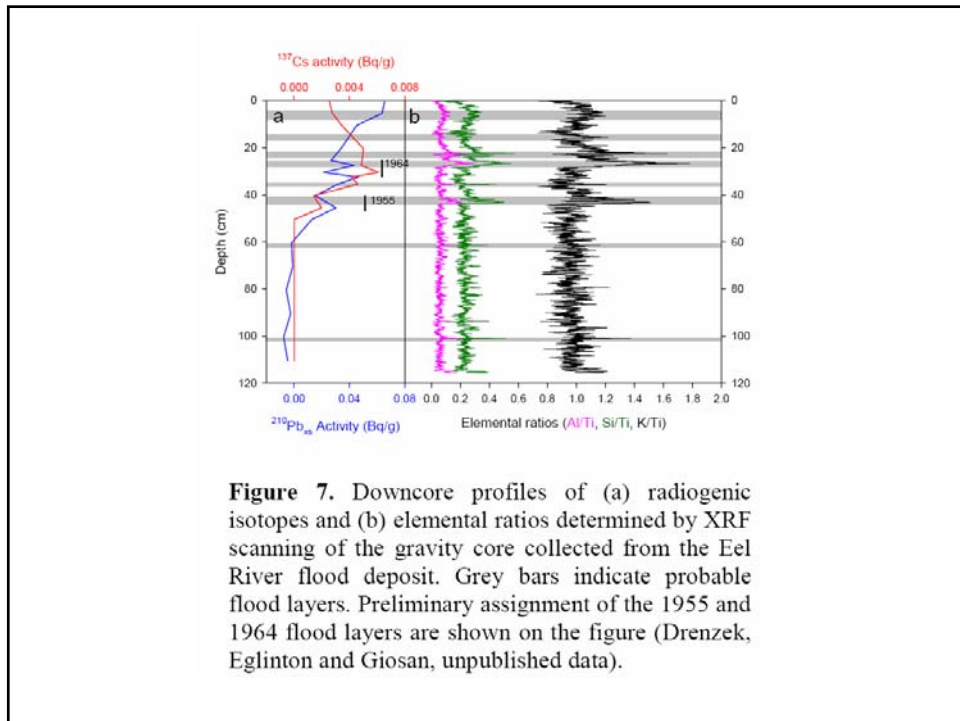 ¹³⁷Cs activity (Bq/g)
0.000 0.004 0.008
a b
0 20 40 60 80 100 120
Depth (cm)
1964
1955
0 20 40 60 80 100 120
0.00 0.04 0.08 0.0 0.2 0.4 0.6 0.8 1.0 1.2 1.4 1.6 1.8 2.0
²¹⁰Pbₓₛ Activity (Bq/g) Elemental ratios (Al/Ti, Si/Ti, K/Ti)
Figure 7. Downcore profiles of (a) radiogenic
isotopes and (b) elemental ratios determined by XRF
scanning of the gravity core collected from the Eel
River flood deposit. Grey bars indicate probable
flood layers. Preliminary assignment of the 1955 and
1964 flood layers are shown on the figure (Drenzek,
Eglinton and Giosan, unpublished data).